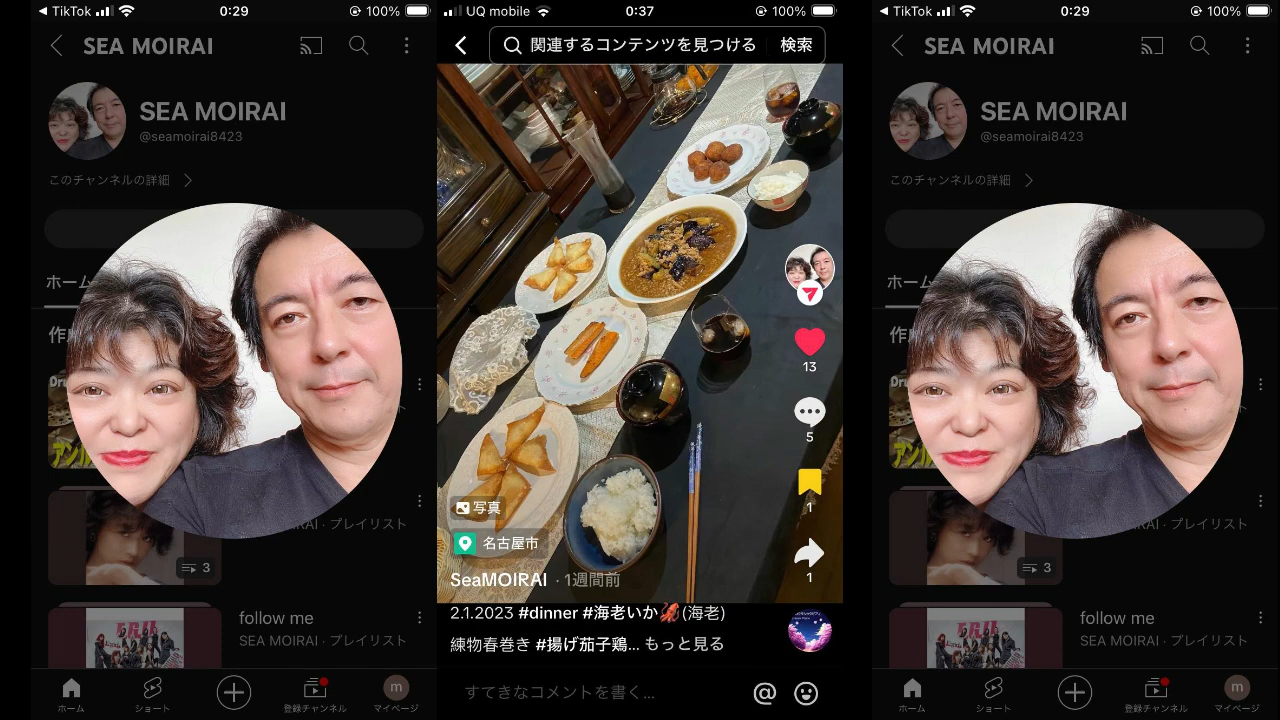 TikTok 0:29 100%
SEA MOIRAI
SEA MOIRAI
@seamoirai8423
このチャンネルの詳細
ホーム
作
アン
AI · プレイリスト
3
follow me
SEA MOIRAI · プレイリスト
ホーム ショート 登録チャンネル m マイページ
UQ mobile 0:37 100%
関連するコンテンツを見つける 検索
13
5
1
1
写真
名古屋市
SeaMOIRAI · 1週間前
2.1.2023 #dinner #海老いか🦑(海老)
練物春巻き #揚げ茄子鶏... もっと見る
すてきなコメントを書く...
@
TikTok 0:29 100%
SEA MOIRAI
SEA MOIRAI
@seamoirai8423
このチャンネルの詳細
ホーム
作
アン
AI · プレイリスト
3
follow me
SEA MOIRAI · プレイリスト
ホーム ショート 登録チャンネル m マイページ